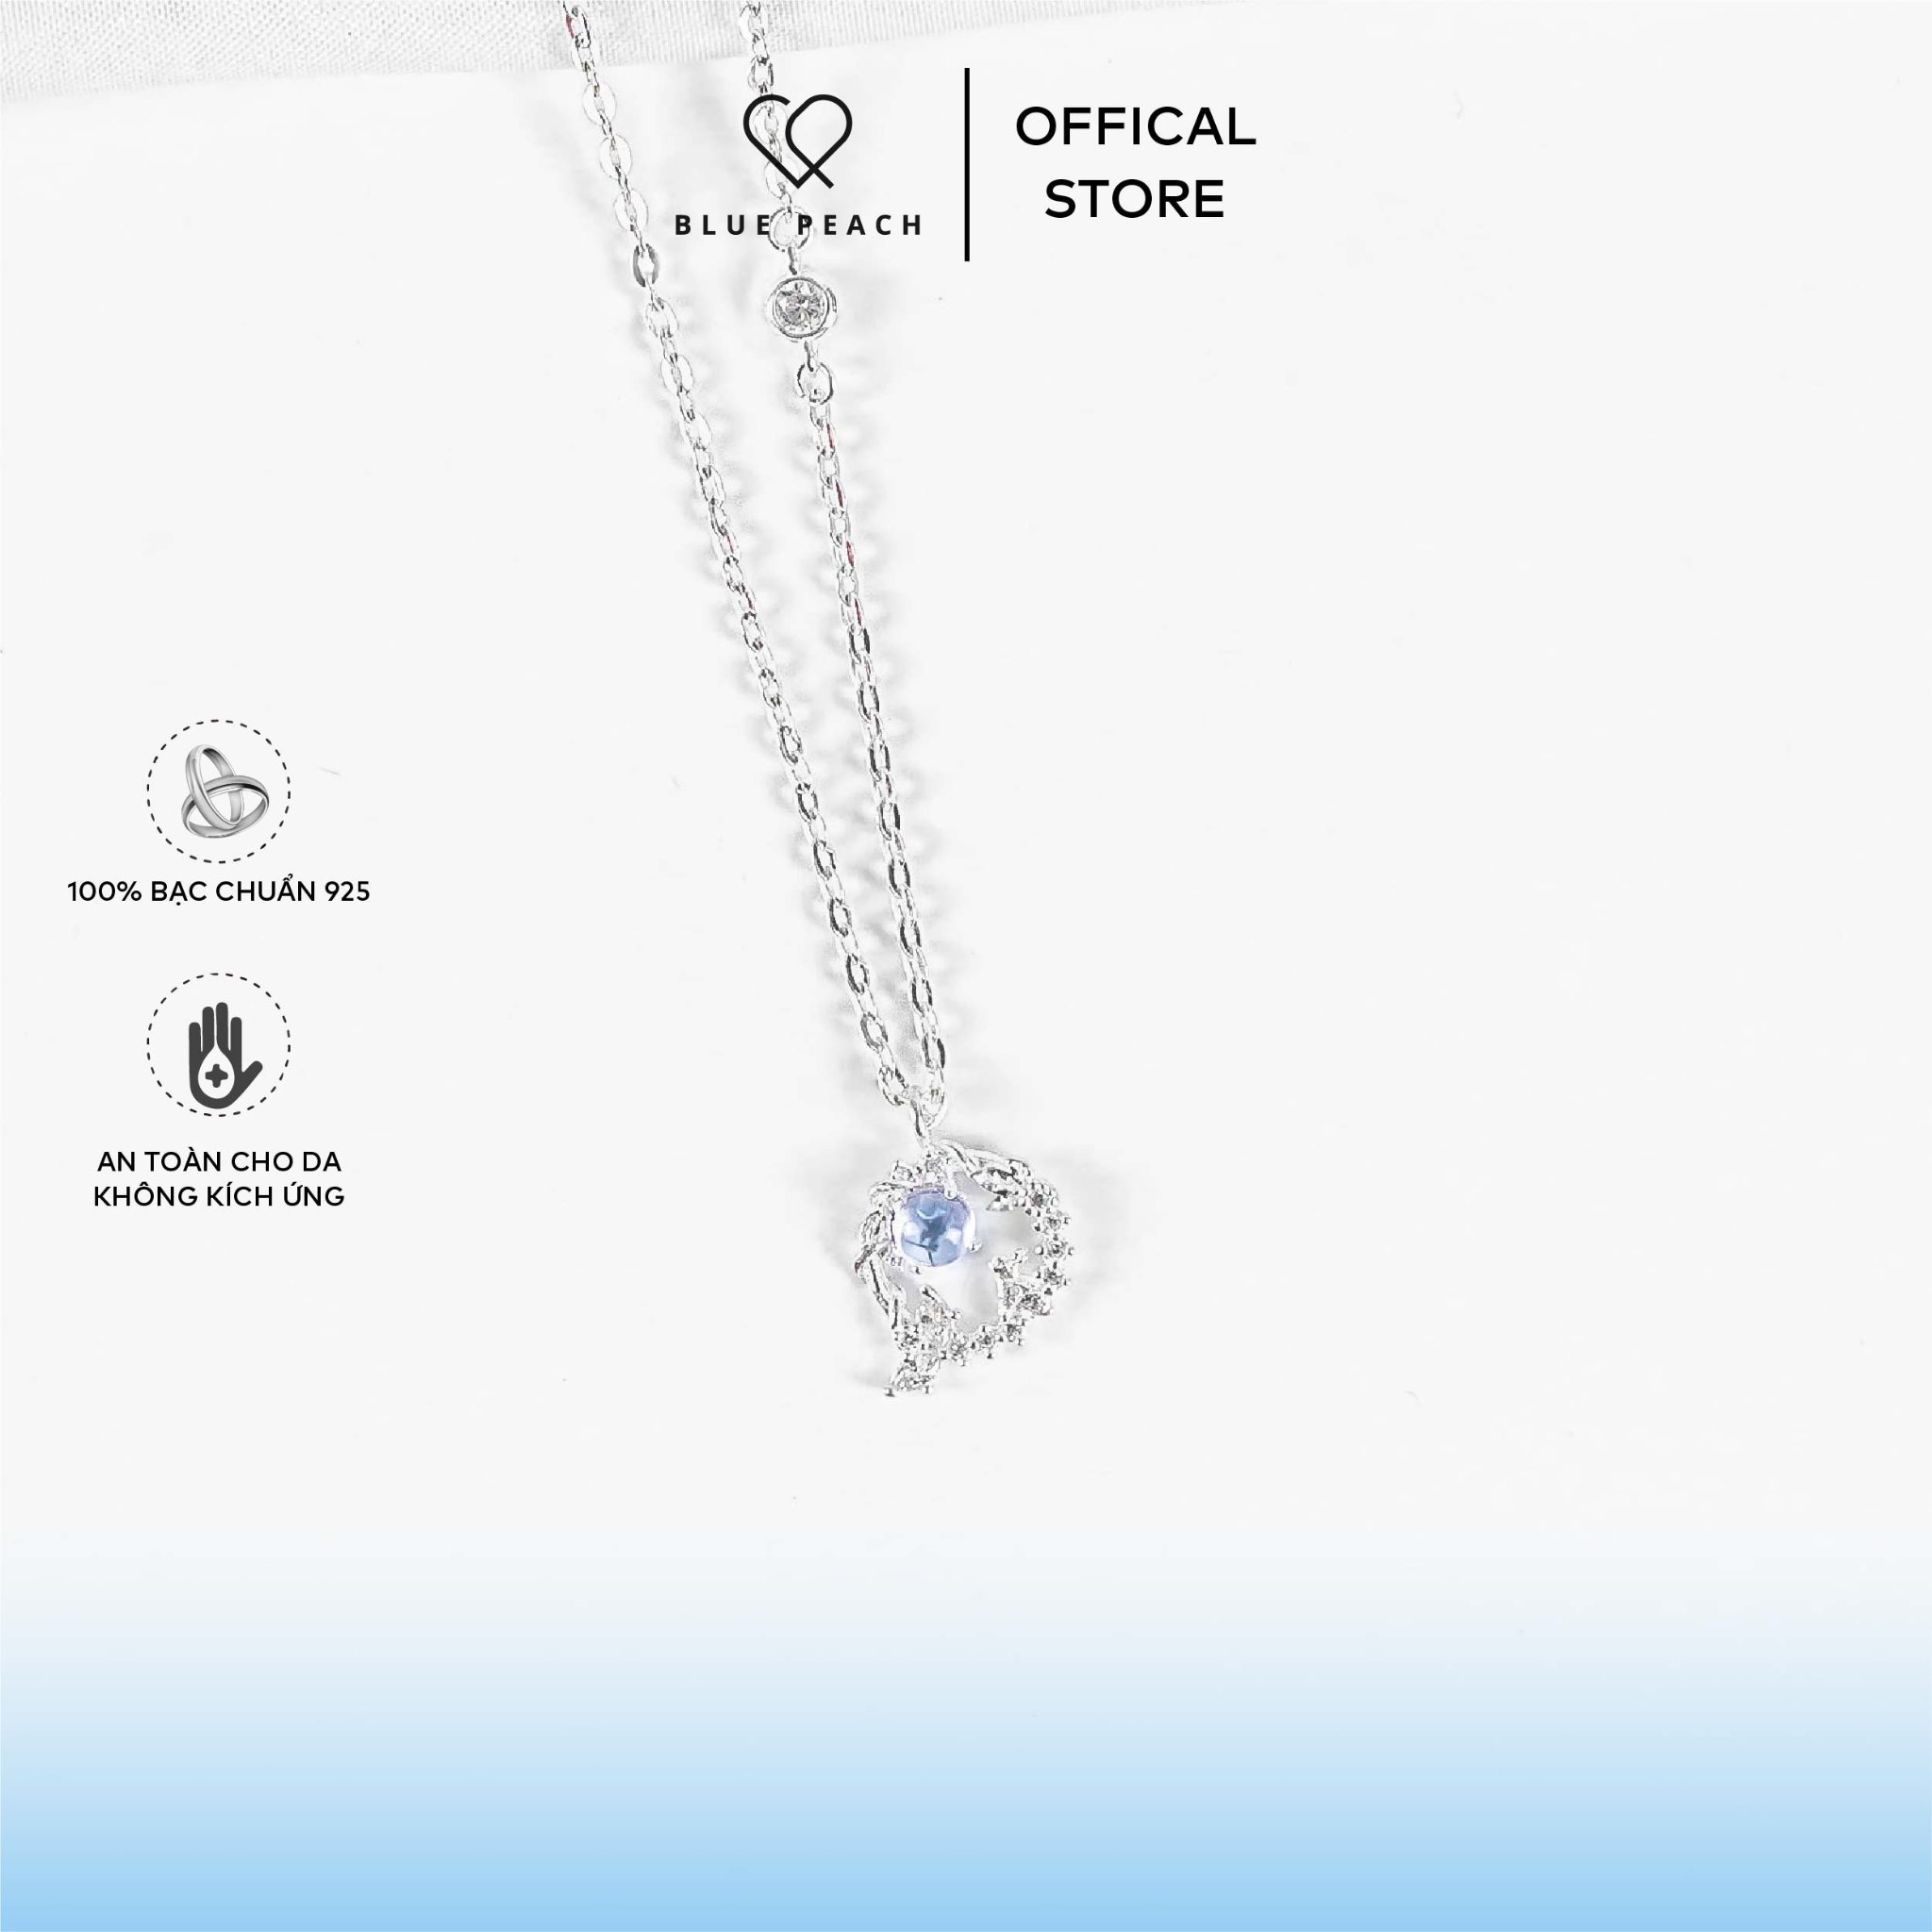 BLUE PEACH
OFFICAL
STORE
100% BẠC CHUẨN 925
AN TOÀN CHO DA
KHÔNG KÍCH ỨNG